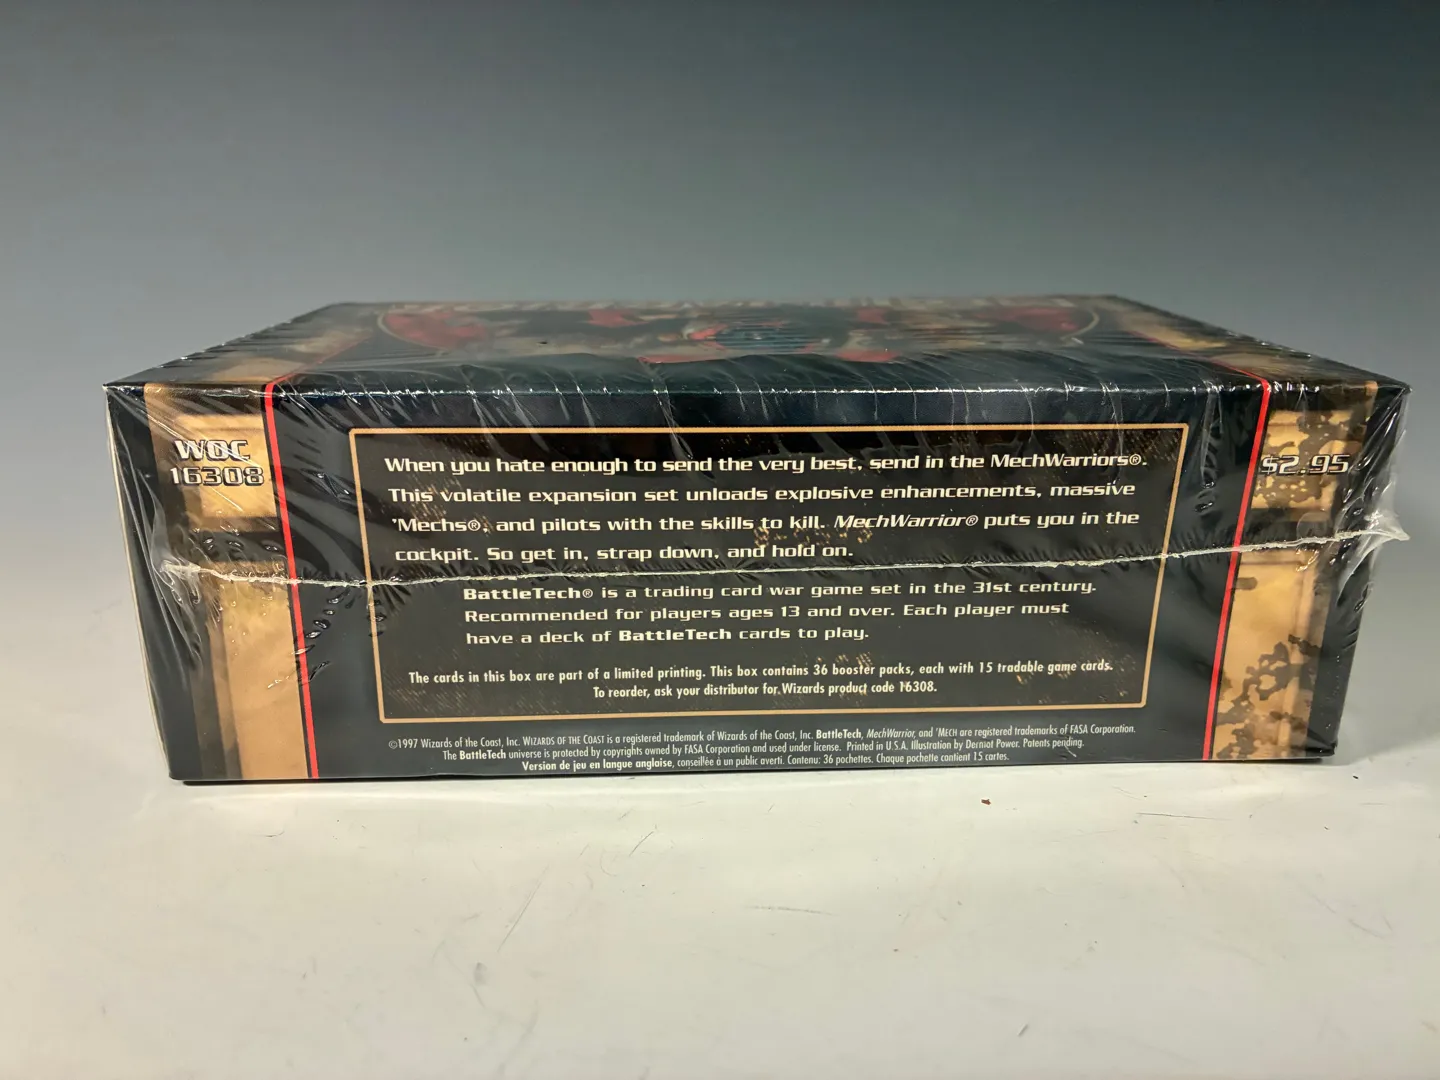 WOC
16308
$2.95
When you hate enough to send the very best, send in the MechWarriors®.
This volatile expansion set unloads explosive enhancements, massive
'Mechs®, and pilots with the skills to kill. MechWarrior® puts you in the
cockpit. So get in, strap down, and hold on.
BattleTech® is a trading card war game set in the 31st century.
Recommended for players ages 13 and over. Each player must
have a deck of BattleTech cards to play.
The cards in this box are part of a limited printing. This box contains 36 booster packs, each with 15 tradable game cards.
To reorder, ask your distributor for Wizards product code 16308.
©1997 Wizards of the Coast, Inc. WIZARDS OF THE COAST is a registered trademark of Wizards of the Coast, Inc. BattleTech, MechWarrior, and 'MECH are registered trademarks of FASA Corporation.
The BattleTech universe is protected by copyrights owned by FASA Corporation and used under license. Printed in U.S.A. Illustration by Dermot Power. Patents pending.
Version de jeu en langue anglaise, conseillée à un public averti. Contenu: 36 pochettes. Chaque pochette contient 15 cartes.